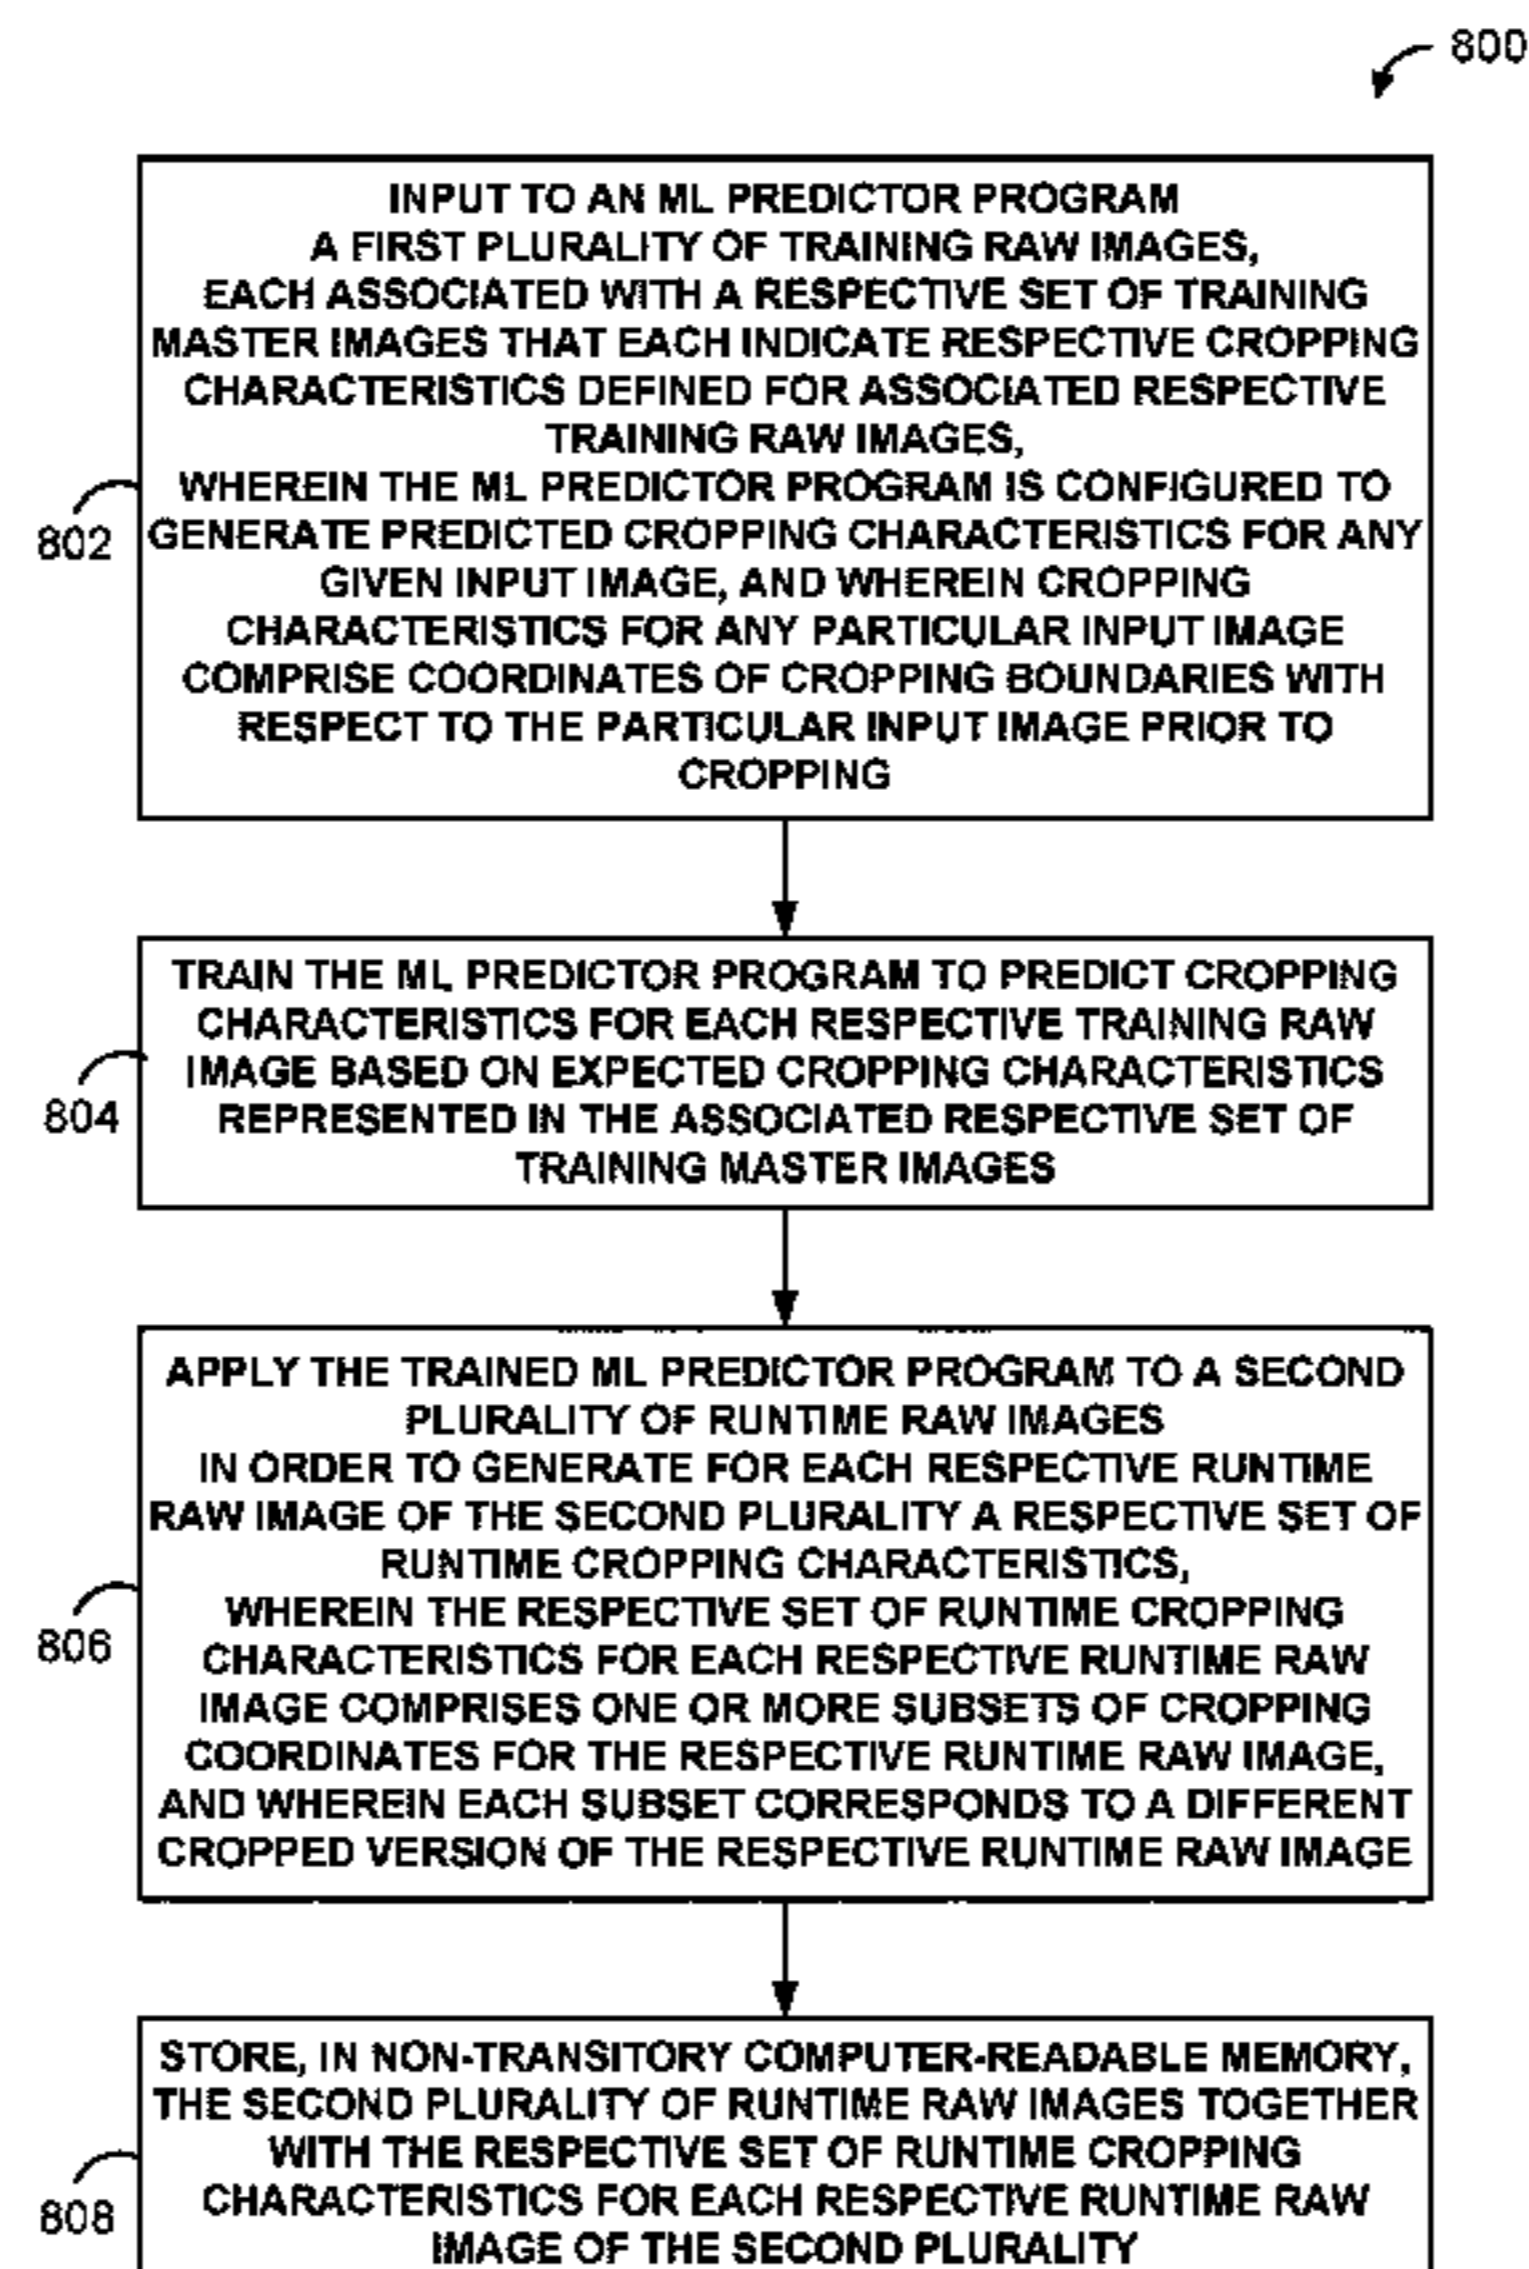 800
INPUT TO AN ML PREDICTOR PROGRAM
A FIRST PLURALITY OF TRAINING RAW IMAGES,
EACH ASSOCIATED WITH A RESPECTIVE SET OF TRAINING
MASTER IMAGES THAT EACH INDICATE RESPECTIVE CROPPING
CHARACTERISTICS DEFINED FOR ASSOCIATED RESPECTIVE
TRAINING RAW IMAGES,
WHEREIN THE ML PREDICTOR PROGRAM IS CONFIGURED TO
GENERATE PREDICTED CROPPING CHARACTERISTICS FOR ANY
GIVEN INPUT IMAGE, AND WHEREIN CROPPING
CHARACTERISTICS FOR ANY PARTICULAR INPUT IMAGE
COMPRISE COORDINATES OF CROPPING BOUNDARIES WITH
RESPECT TO THE PARTICULAR INPUT IMAGE PRIOR TO
CROPPING
802
TRAIN THE ML PREDICTOR PROGRAM TO PREDICT CROPPING
CHARACTERISTICS FOR EACH RESPECTIVE TRAINING RAW
IMAGE BASED ON EXPECTED CROPPING CHARACTERISTICS
REPRESENTED IN THE ASSOCIATED RESPECTIVE SET OF
TRAINING MASTER IMAGES
804
APPLY THE TRAINED ML PREDICTOR PROGRAM TO A SECOND
PLURALITY OF RUNTIME RAW IMAGES
IN ORDER TO GENERATE FOR EACH RESPECTIVE RUNTIME
RAW IMAGE OF THE SECOND PLURALITY A RESPECTIVE SET OF
RUNTIME CROPPING CHARACTERISTICS,
WHEREIN THE RESPECTIVE SET OF RUNTIME CROPPING
CHARACTERISTICS FOR EACH RESPECTIVE RUNTIME RAW
IMAGE COMPRISES ONE OR MORE SUBSETS OF CROPPING
COORDINATES FOR THE RESPECTIVE RUNTIME RAW IMAGE,
AND WHEREIN EACH SUBSET CORRESPONDS TO A DIFFERENT
CROPPED VERSION OF THE RESPECTIVE RUNTIME RAW IMAGE
806
STORE, IN NON-TRANSITORY COMPUTER-READABLE MEMORY,
THE SECOND PLURALITY OF RUNTIME RAW IMAGES TOGETHER
WITH THE RESPECTIVE SET OF RUNTIME CROPPING
CHARACTERISTICS FOR EACH RESPECTIVE RUNTIME RAW
IMAGE OF THE SECOND PLURALITY
808